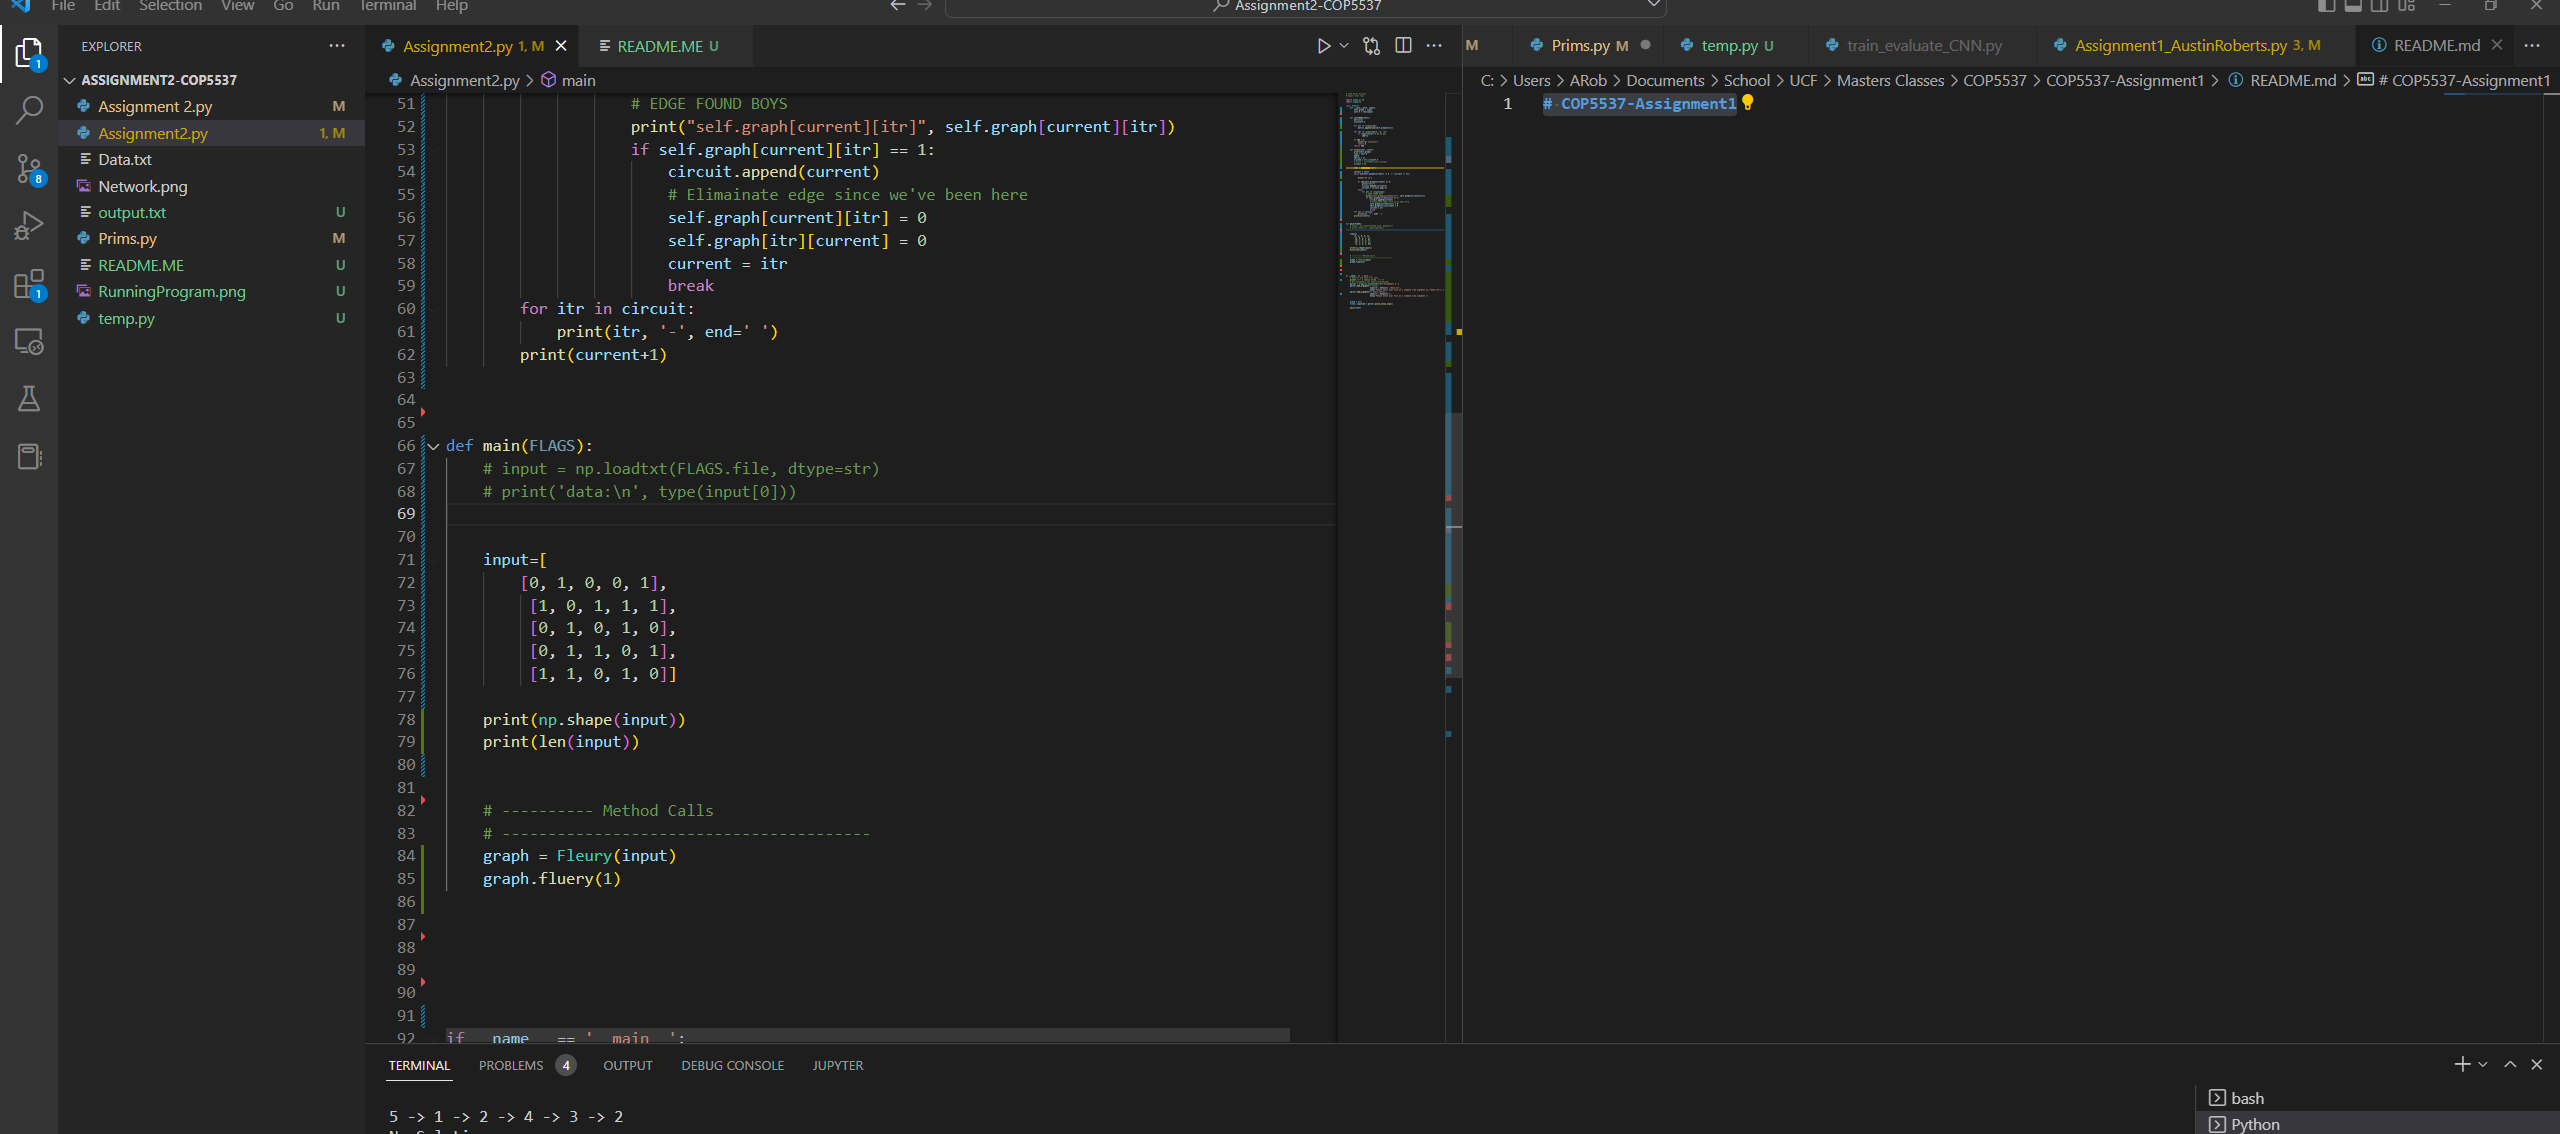 File Edit Selection View Go Run Terminal Help
Assignment2-COP5537
EXPLORER
ASSIGNMENT2-COP5537
Assignment 2.py M
Assignment2.py 1, M
Data.txt
Network.png
output.txt U
Prims.py M
README.ME U
RunningProgram.png U
temp.py U
1
8
1
Assignment2.py 1, M
README.ME U
Assignment2.py > main
51 # EDGE FOUND BOYS
52 print("self.graph[current][itr]", self.graph[current][itr])
53 if self.graph[current][itr] == 1:
54 circuit.append(current)
55 # Elimainate edge since we've been here
56 self.graph[current][itr] = 0
57 self.graph[itr][current] = 0
58 current = itr
59 break
60 for itr in circuit:
61 print(itr, '-', end=' ')
62 print(current+1)
63
64
65
66 def main(FLAGS):
67 # input = np.loadtxt(FLAGS.file, dtype=str)
68 # print('data:\n', type(input[0]))
69
70
71 input=[
72 [0, 1, 0, 0, 1],
73 [1, 0, 1, 1, 1],
74 [0, 1, 0, 1, 0],
75 [0, 1, 1, 0, 1],
76 [1, 1, 0, 1, 0]]
77
78 print(np.shape(input))
79 print(len(input))
80
81
82 # ---------- Method Calls
83 # ----------------------------------------
84 graph = Fleury(input)
85 graph.fluery(1)
86
87
88
89
90
91
92 if __name__ == '__main__':
M Prims.py M temp.py U train_evaluate_CNN.py Assignment1_AustinRoberts.py 3, M README.md
C: > Users > ARob > Documents > School > UCF > Masters Classes > COP5537 > COP5537-Assignment1 > README.md > # COP5537-Assignment1
1 # COP5537-Assignment1
TERMINAL PROBLEMS 4 OUTPUT DEBUG CONSOLE JUPYTER
5 -> 1 -> 2 -> 4 -> 3 -> 2
bash
Python